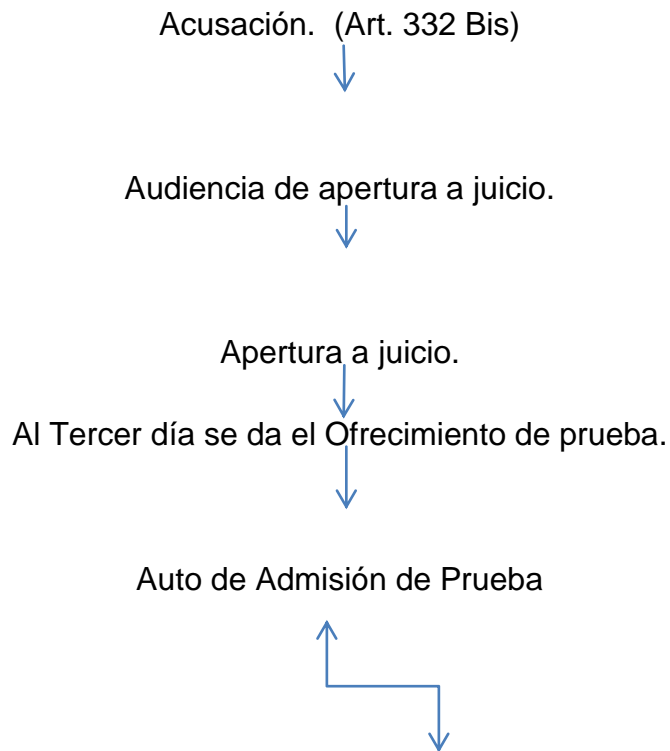 Acusación.  (Art. 332 Bis)
Audiencia de apertura a juicio.
Apertura a juicio.
Al Tercer día se da el Ofrecimiento de prueba.
Auto de Admisión de Prueba